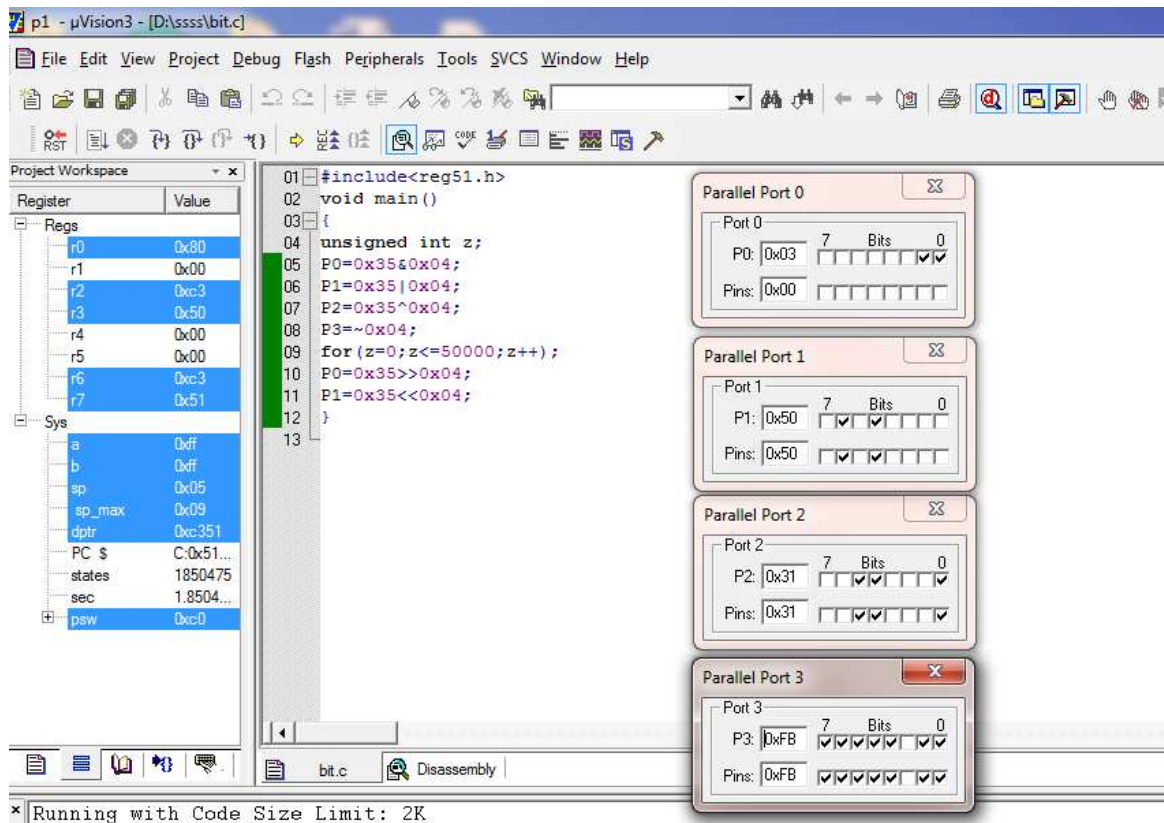 p1 - µVision3 - [D:\ssss\bit.c]
File Edit View Project Debug Flash Peripherals Tools SVCS Window Help
RST
CODE
Project Workspace
Register Value
Regs
r0 0x80
r1 0x00
r2 0xc3
r3 0x50
r4 0x00
r5 0x00
r6 0xc3
r7 0x51
Sys
a 0xff
b 0xff
sp 0x05
sp_max 0x09
dptr 0xc351
PC $ C:0x51...
states 1850475
sec 1.8504...
psw 0xc0
01 #include<reg51.h>
02 void main()
03 {
04 unsigned int z;
05 P0=0x35&0x04;
06 P1=0x35|0x04;
07 P2=0x35^0x04;
08 P3=~0x04;
09 for(z=0;z<=50000;z++);
10 P0=0x35>>0x04;
11 P1=0x35<<0x04;
12 }
13
Parallel Port 0
Port 0
7 Bits 0
P0: 0x03
Pins: 0x00
Parallel Port 1
Port 1
7 Bits 0
P1: 0x50
Pins: 0x50
Parallel Port 2
Port 2
7 Bits 0
P2: 0x31
Pins: 0x31
Parallel Port 3
Port 3
7 Bits 0
P3: 0xFB
Pins: 0xFB
bit.c Disassembly
Running with Code Size Limit: 2K